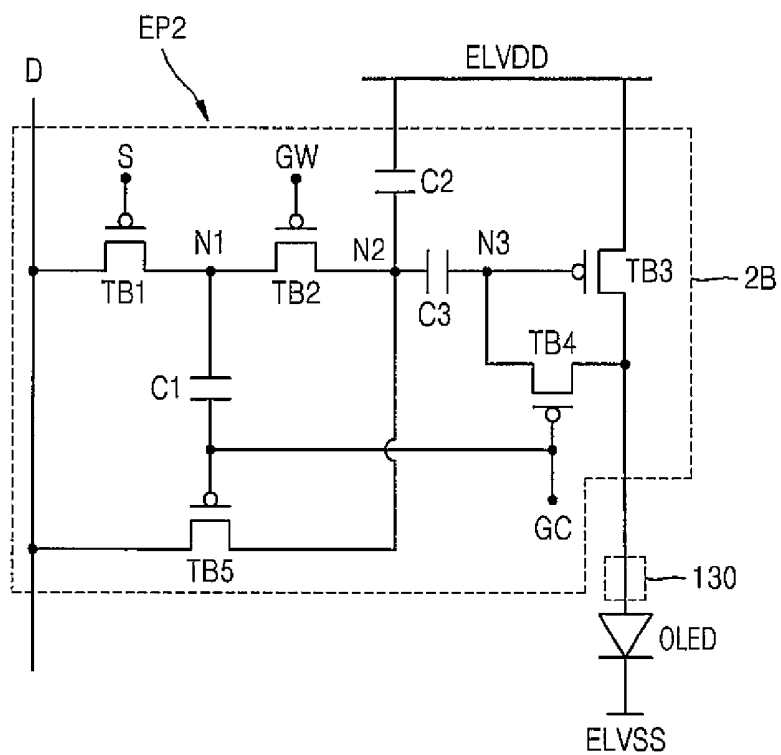 EP2
D
ELVDD
S
GW
C2
N1
N2
N3
TB1
TB2
C3
TB3
2B
TB4
C1
GC
TB5
130
OLED
ELVSS